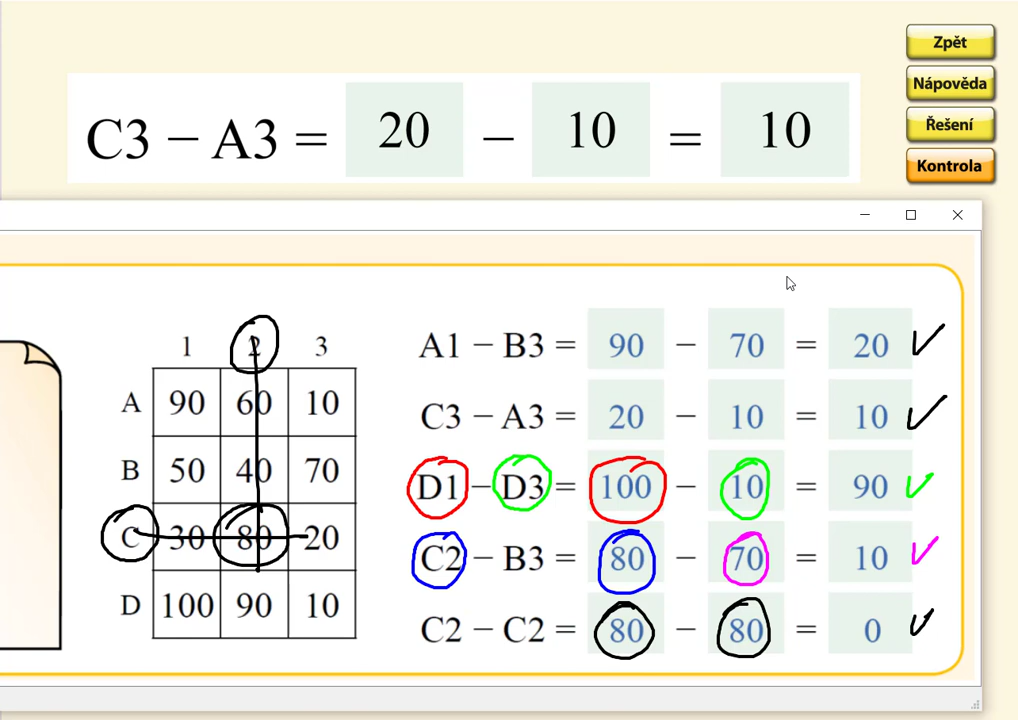 Zpět
C3 − A3 = 20 − 10 = 10
Nápověda
Řešení
Kontrola
1 2 3
A 90 60 10
B 50 40 70
C 30 80 20
D 100 90 10
A1 − B3 = 90 − 70 = 20
C3 − A3 = 20 − 10 = 10
D1 − D3 = 100 − 10 = 90
C2 − B3 = 80 − 70 = 10
C2 − C2 = 80 − 80 = 0